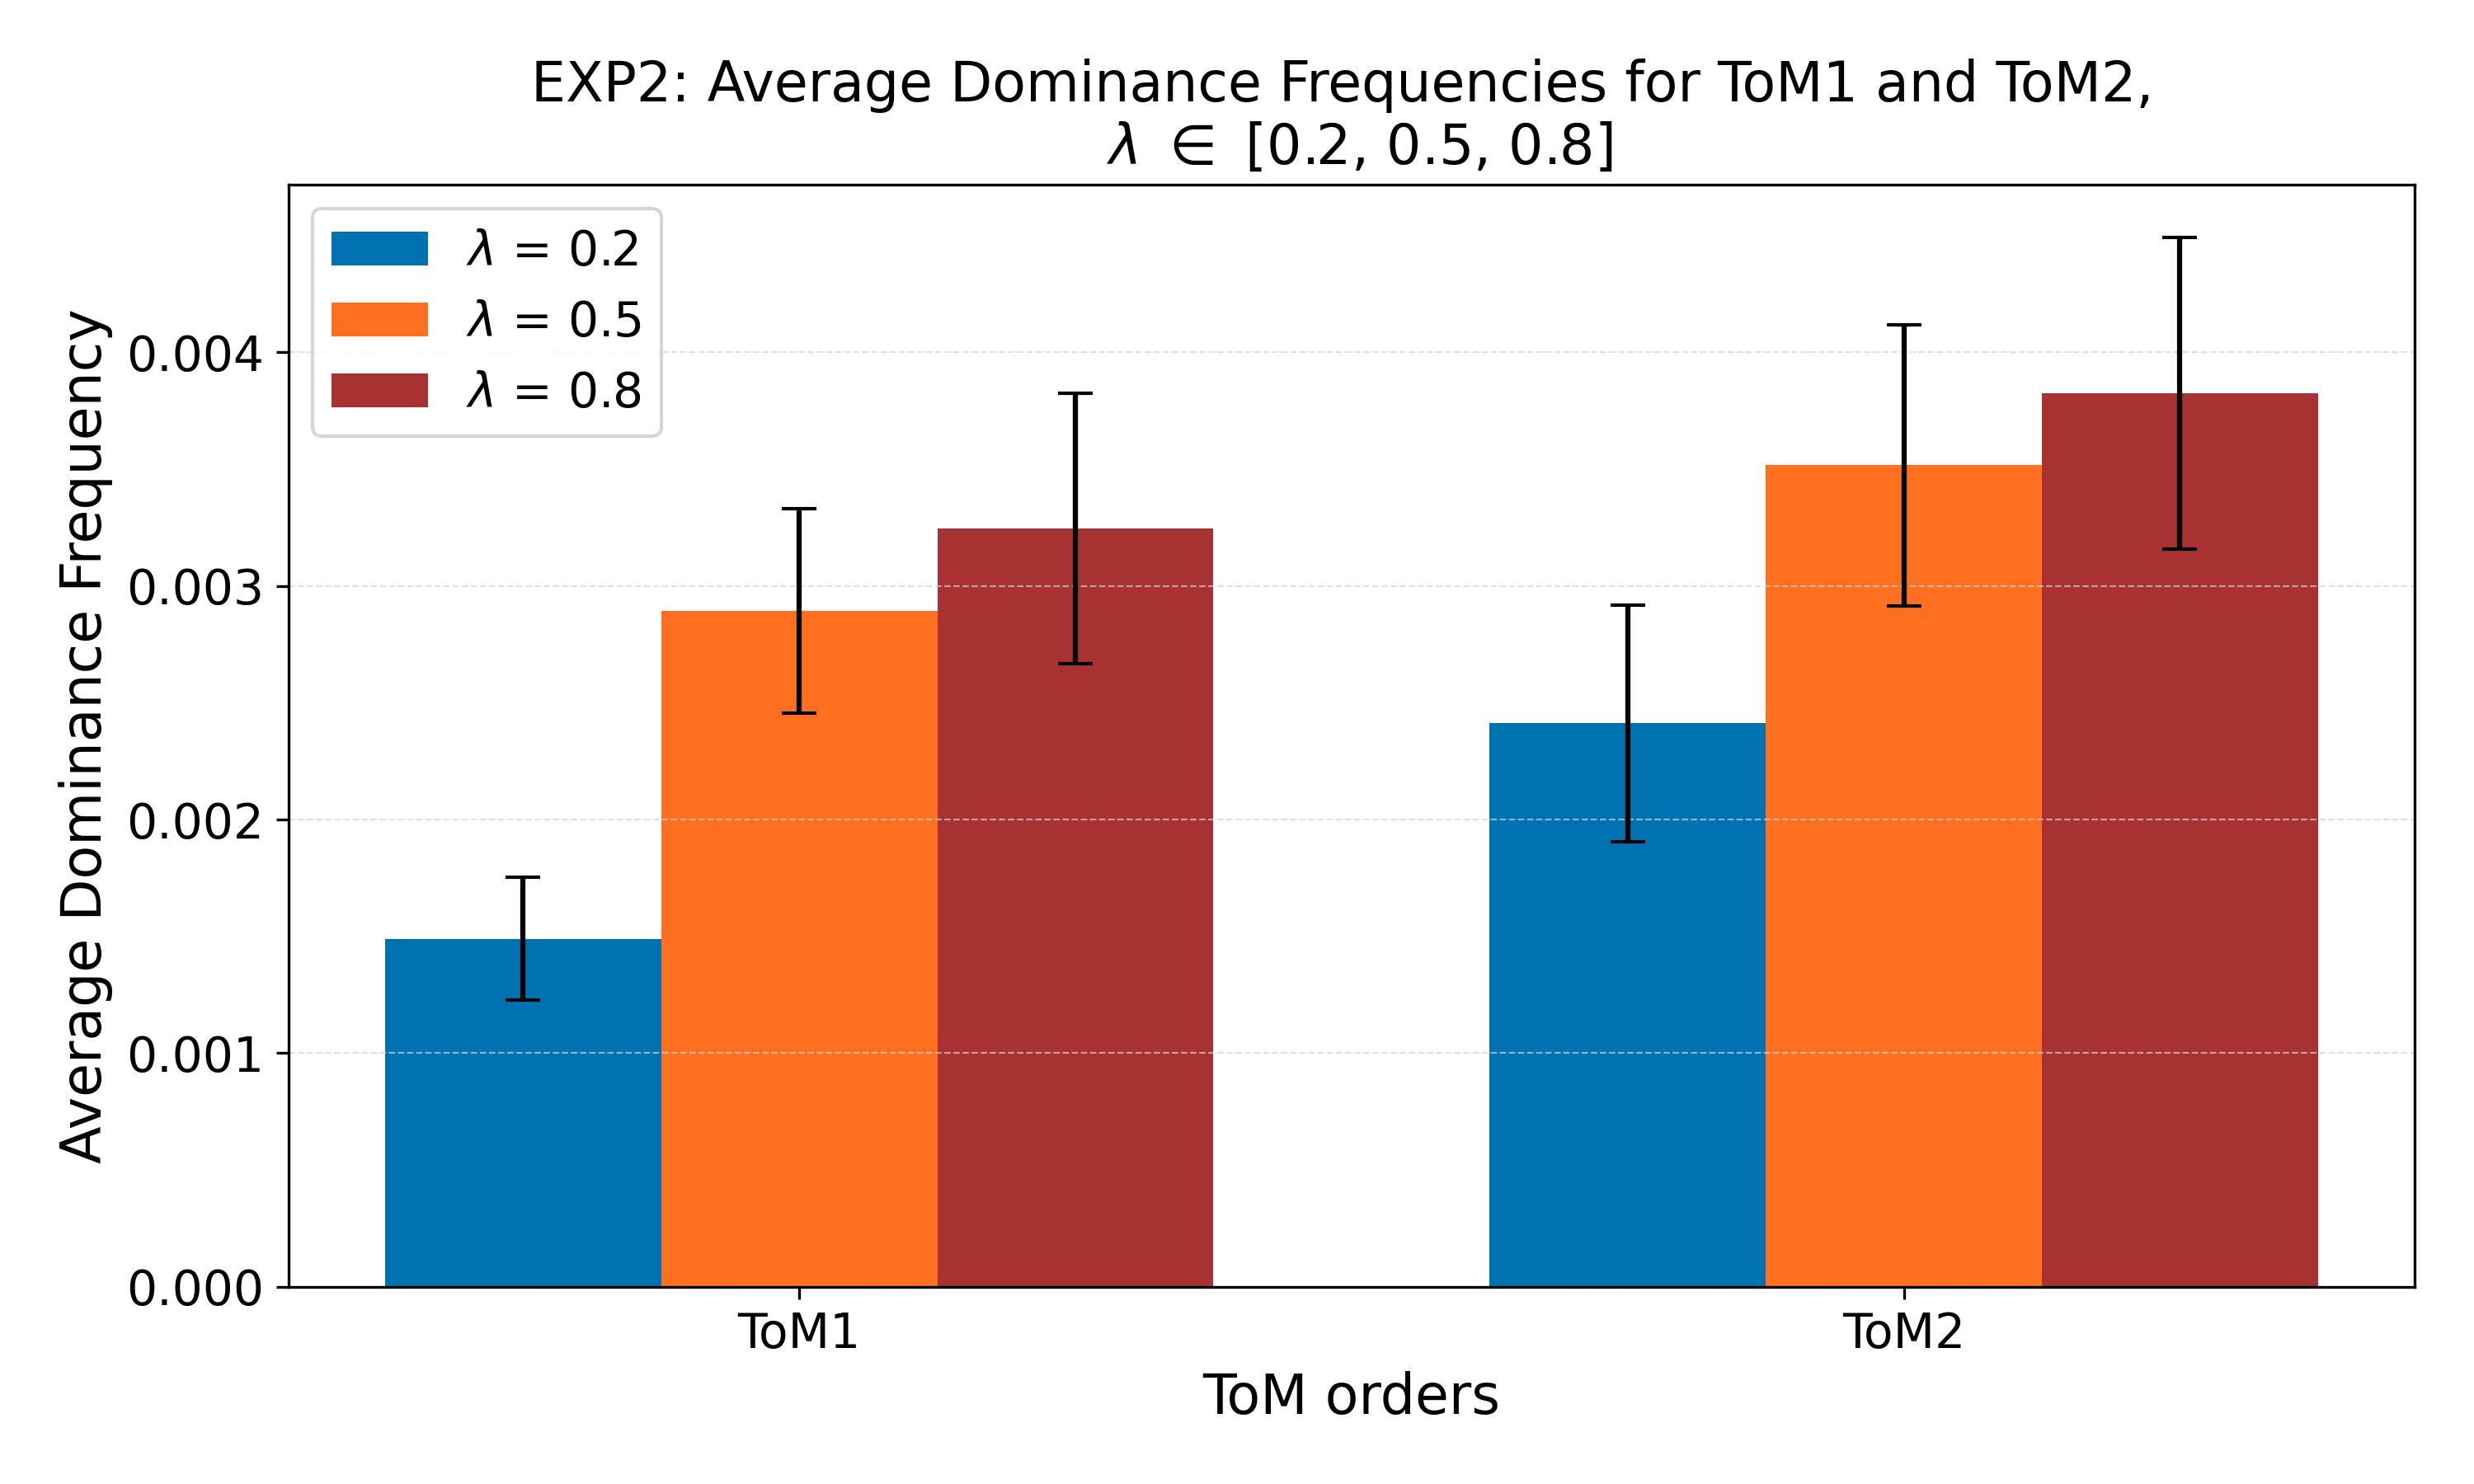 EXP2: Average Dominance Frequencies for ToM1 and ToM2,
λ ∈ [0.2, 0.5, 0.8]
λ = 0.2
λ = 0.5
λ = 0.8
Average Dominance Frequency
0.004
0.003
0.002
0.001
0.000
ToM1
ToM2
ToM orders